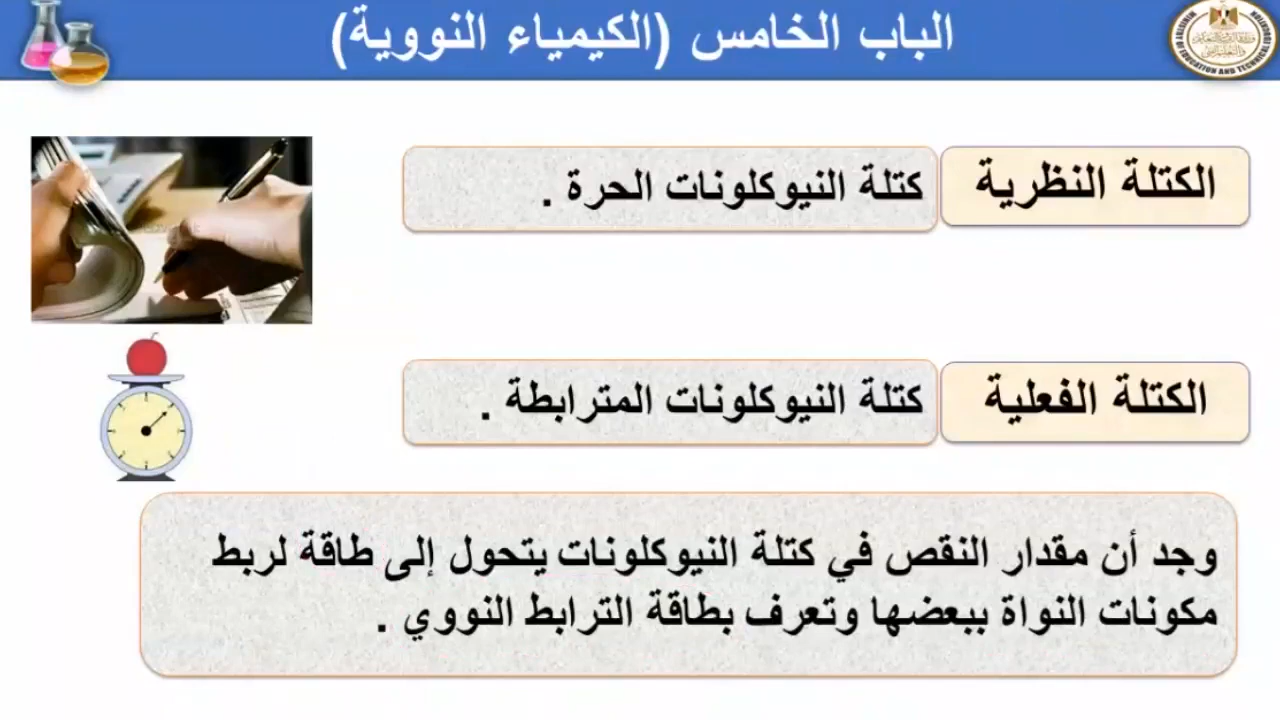 الباب الخامس (الكيمياء النووية)
الكتلة النظرية
كتلة النيوكلونات الحرة .
الكتلة الفعلية
كتلة النيوكلونات المترابطة .
وجد أن مقدار النقص في كتلة النيوكلونات يتحول إلى طاقة لربط
مكونات النواة ببعضها وتعرف بطاقة الترابط النووي .